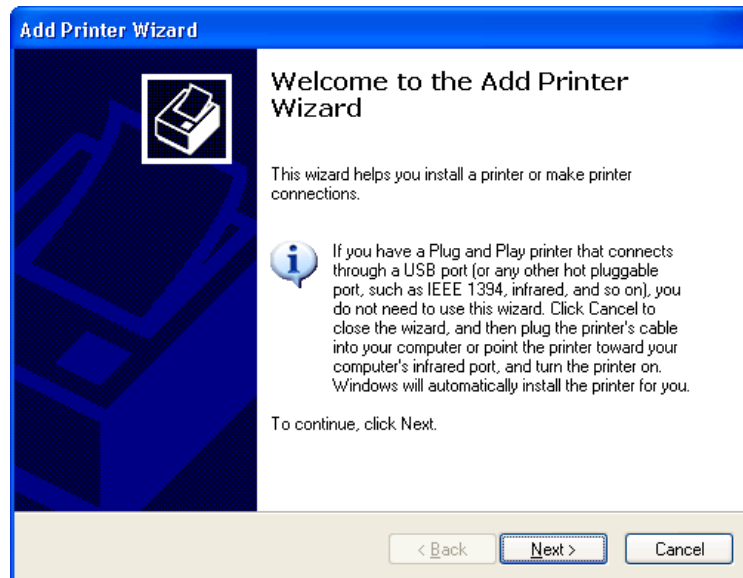 Add Printer Wizard
Welcome to the Add Printer
Wizard
This wizard helps you install a printer or make printer
connections.
If you have a Plug and Play printer that connects
through a USB port (or any other hot pluggable
port, such as IEEE 1394, infrared, and so on), you
do not need to use this wizard. Click Cancel to
close the wizard, and then plug the printer's cable
into your computer or point the printer toward your
computer's infrared port, and turn the printer on.
Windows will automatically install the printer for you.
To continue, click Next.
< Back
Next >
Cancel